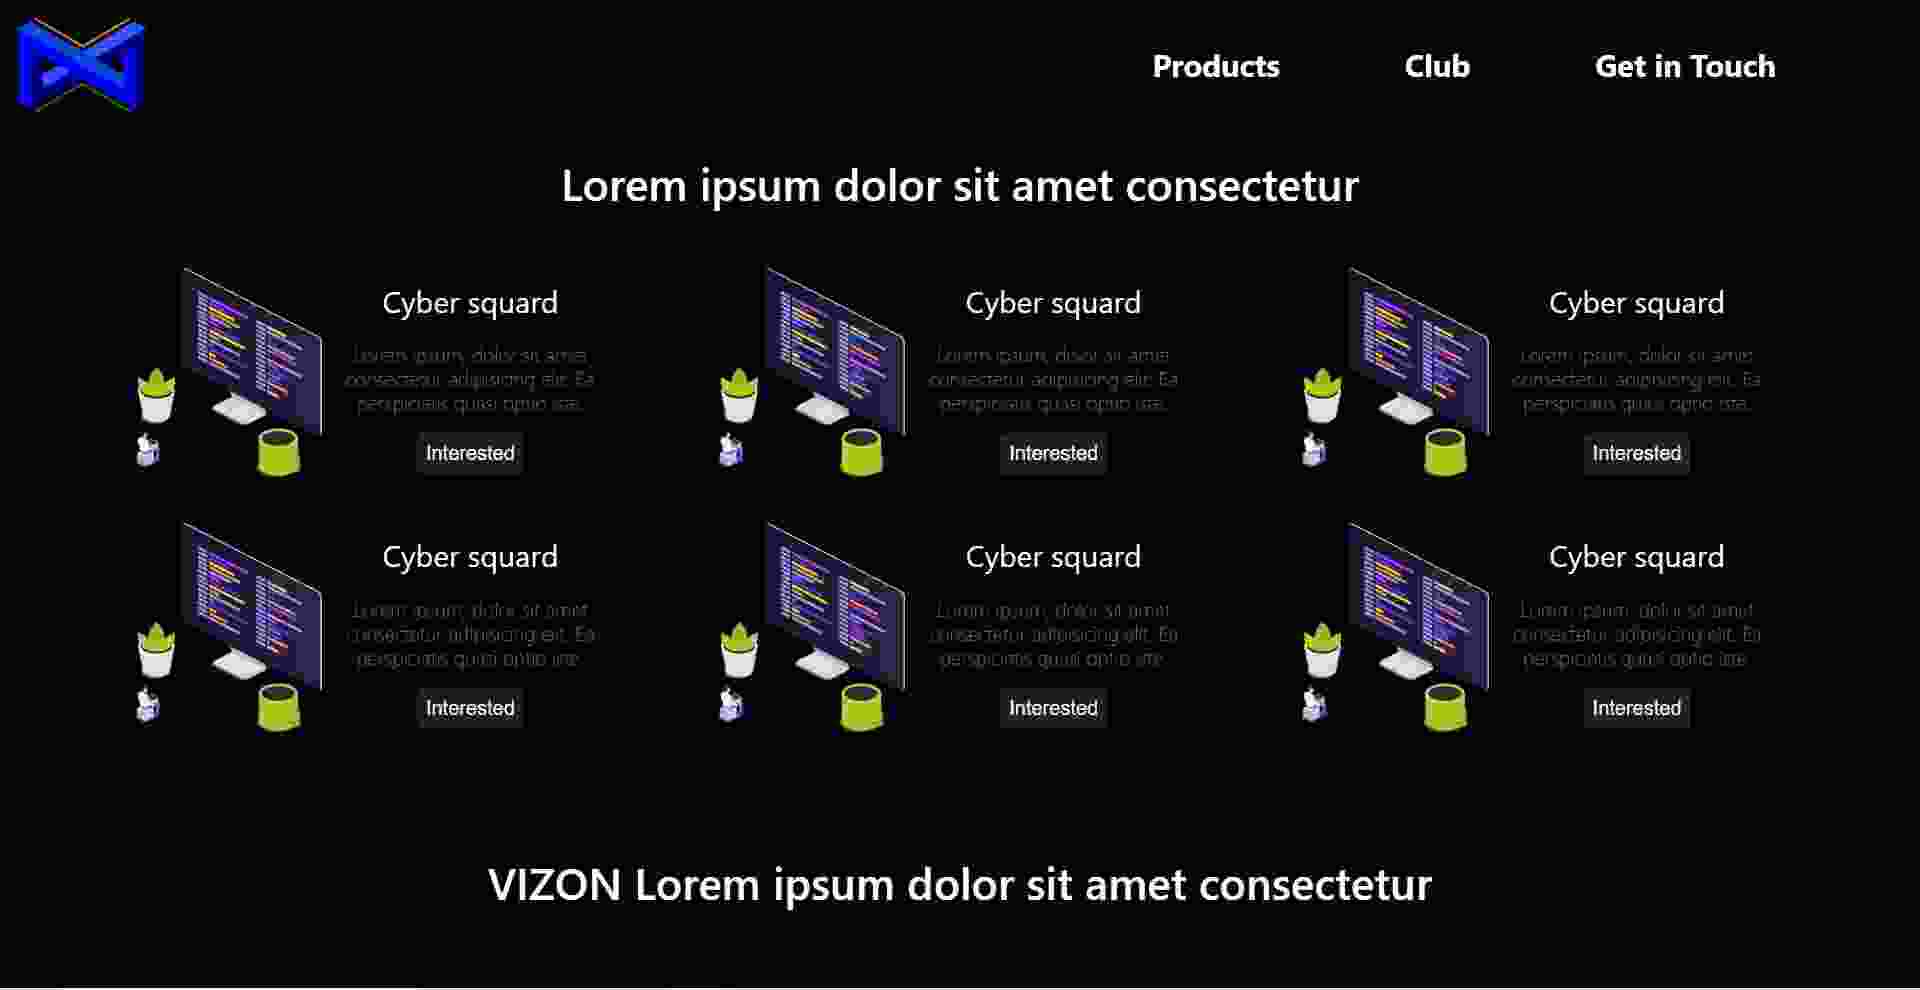 Products Club Get in Touch
Lorem ipsum dolor sit amet consectetur
Cyber squard
Lorem ipsum, dolor sit amet
consectetur adipisicing elit. Ea
perspiciatis quasi optio iste.
Interested
Cyber squard
Lorem ipsum, dolor sit amet
consectetur adipisicing elit. Ea
perspiciatis quasi optio iste.
Interested
Cyber squard
Lorem ipsum, dolor sit amet
consectetur adipisicing elit. Ea
perspiciatis quasi optio iste.
Interested
Cyber squard
Lorem ipsum, dolor sit amet
consectetur adipisicing elit. Ea
perspiciatis quasi optio iste.
Interested
Cyber squard
Lorem ipsum, dolor sit amet
consectetur adipisicing elit. Ea
perspiciatis quasi optio iste.
Interested
Cyber squard
Lorem ipsum, dolor sit amet
consectetur adipisicing elit. Ea
perspiciatis quasi optio iste.
Interested
VIZON Lorem ipsum dolor sit amet consectetur